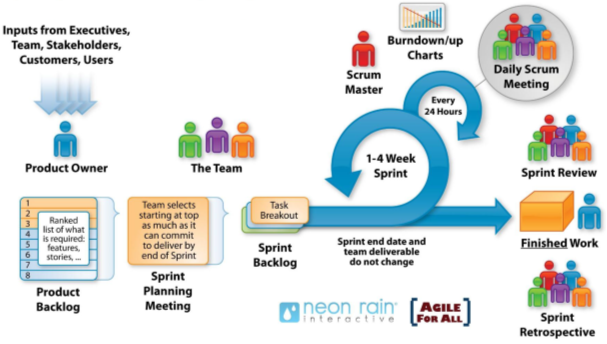 Inputs from Executives,
Team, Stakeholders,
Customers, Users
Product Owner
The Team
Scrum
Master
Burndown/up
Charts
Daily Scrum
Meeting
Every
24 Hours
1-4 Week
Sprint
Sprint Review
1
2
3
4
5
6
7
8
Ranked
list of what
is required:
features,
stories, ...
Product
Backlog
Team selects
starting at top
as much as it
can commit
to deliver by
end of Sprint
Sprint
Planning
Meeting
Task
Breakout
Sprint
Backlog
Sprint end date and
team deliverable
do not change
Finished Work
Sprint
Retrospective
neon rain
interactive
AGILE
FOR ALL